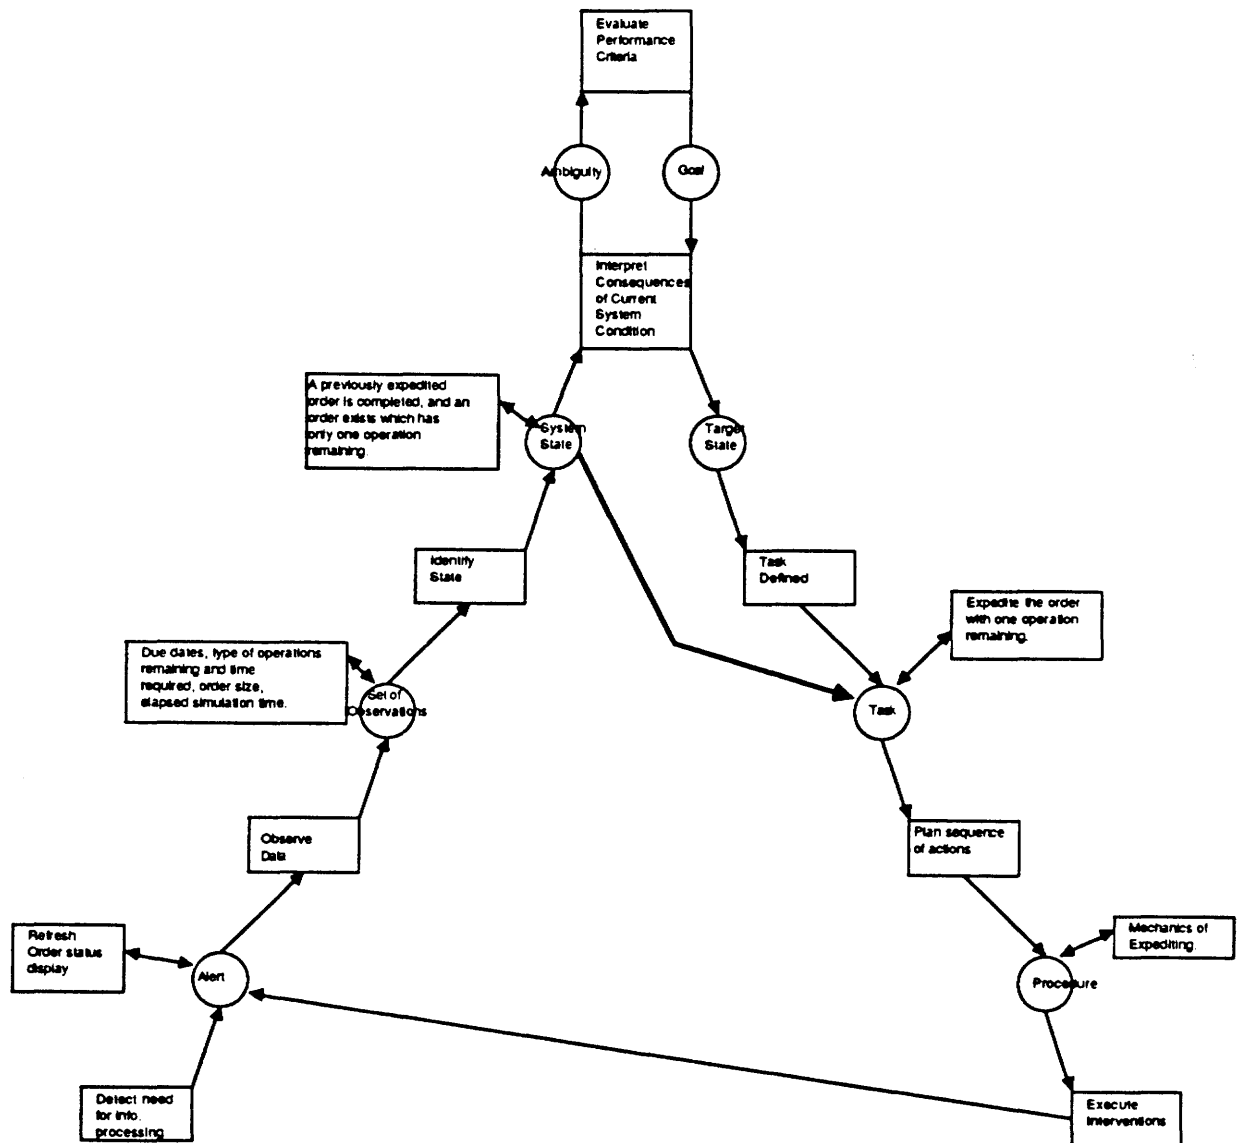 Evaluate
Performance
Criteria
Ambiguity
Goal
Interpret
Consequences
of Current
System
Condition
A previously expedited
order is completed, and an
order exists which has
only one operation
remaining.
System
State
Target
State
Identify
State
Task
Defined
Expedite the order
with one operation
remaining.
Due dates, type of operations
remaining and time
required, order size,
elapsed simulation time.
Set of
Observations
Task
Observe
Data
Plan sequence
of actions
Refresh
Order status
display
Alert
Mechanics of
Expediting.
Procedure
Detect need
for info.
processing
Execute
Interventions